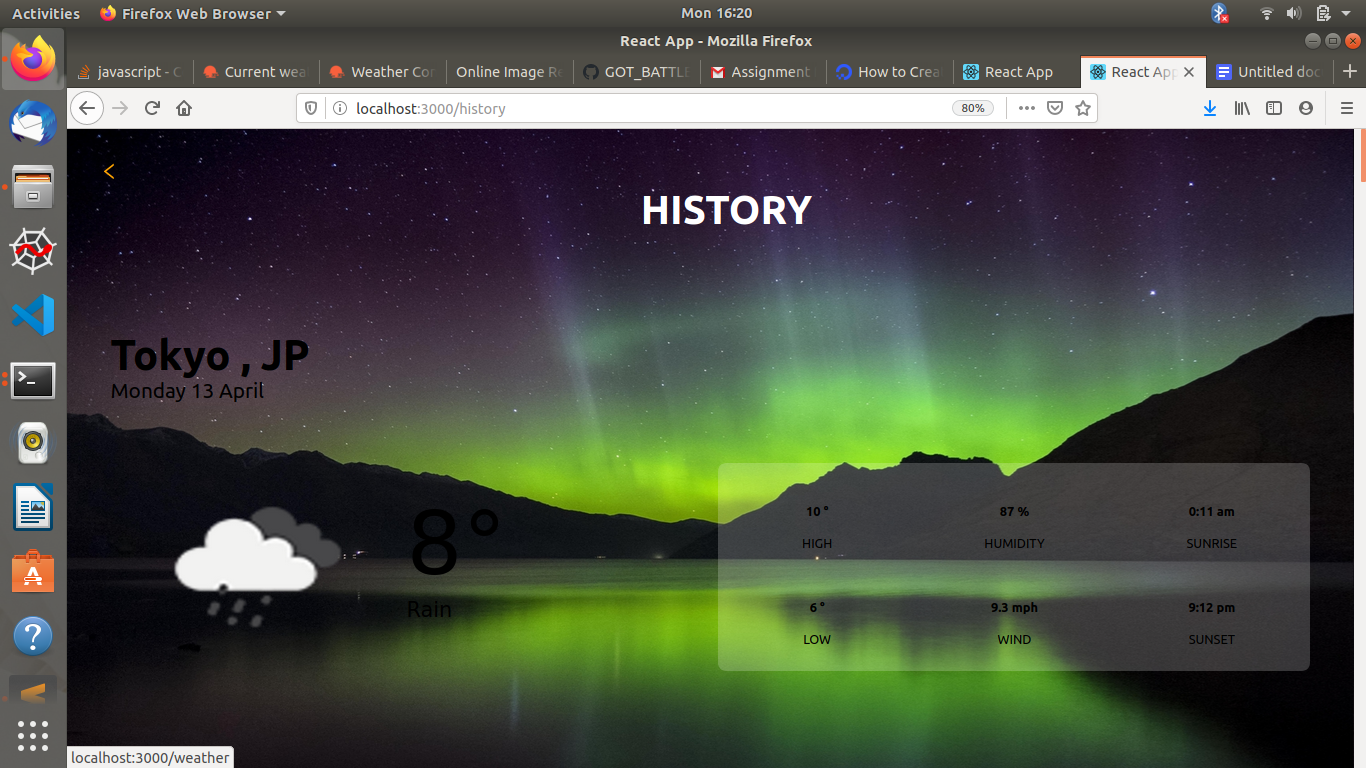 Activities Firefox Web Browser Mon 16:20
React App - Mozilla Firefox
javascript - C Current wea Weather Cor Online Image Re GOT_BATTLE Assignment How to Crea React App React App Untitled doc
localhost:3000/history 80%
<
HISTORY
Tokyo , JP
Monday 13 April
8°
Rain
10 ° 87 % 0:11 am
HIGH HUMIDITY SUNRISE
6 ° 9.3 mph 9:12 pm
LOW WIND SUNSET
localhost:3000/weather